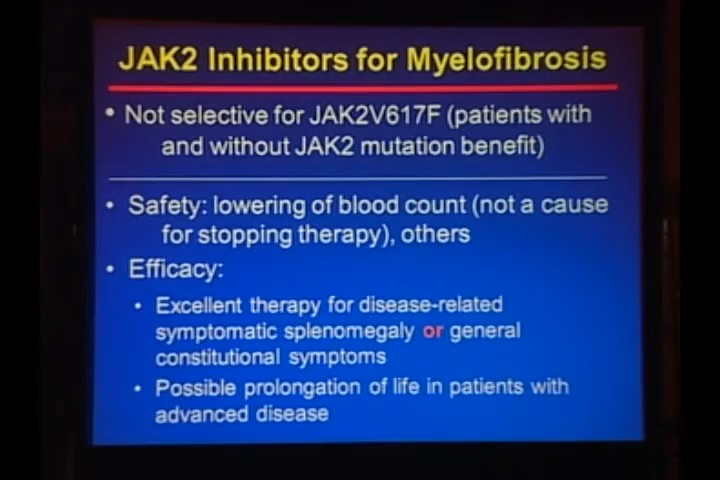 JAK2 Inhibitors for Myelofibrosis
• Not selective for JAK2V617F (patients with
and without JAK2 mutation benefit)
• Safety: lowering of blood count (not a cause
for stopping therapy), others
• Efficacy:
• Excellent therapy for disease-related
symptomatic splenomegaly or general
constitutional symptoms
• Possible prolongation of life in patients with
advanced disease